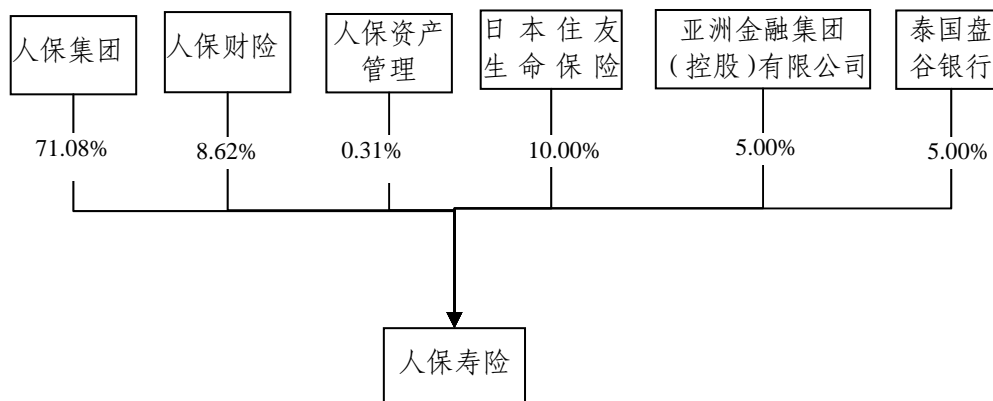 人保集团
人保财险
人保资产
管理
日本住友
生命保险
亚洲金融集团
(控股)有限公司
泰国盘
谷银行
71.08%
8.62%
0.31%
10.00%
5.00%
5.00%
人保寿险